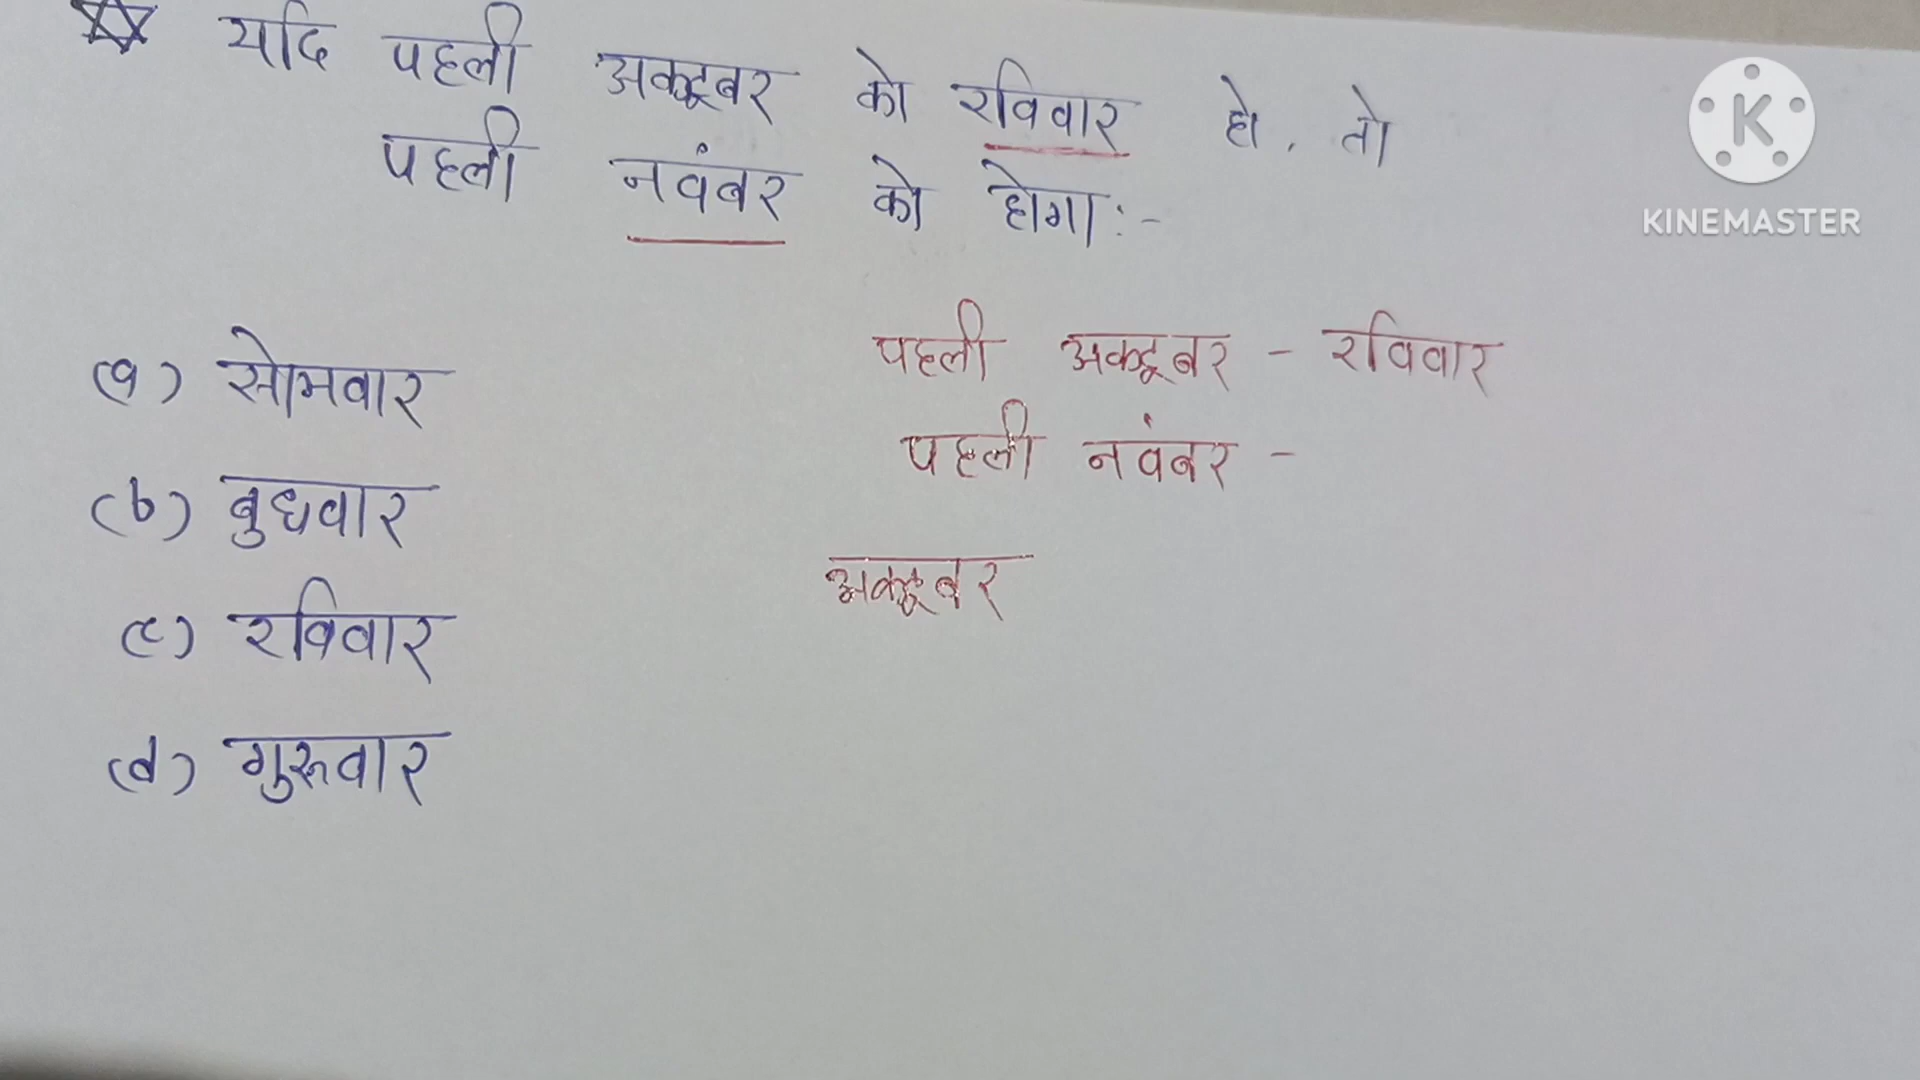 यदि पहली अक्टूबर को रविवार हो, तो
पहली नवंबर को होगा :-
(a) सोमवार
(b) बुधवार
(c) रविवार
(d) गुरुवार
पहली अक्टूबर - रविवार
पहली नवंबर -
अक्टूबर
K
KINEMASTER